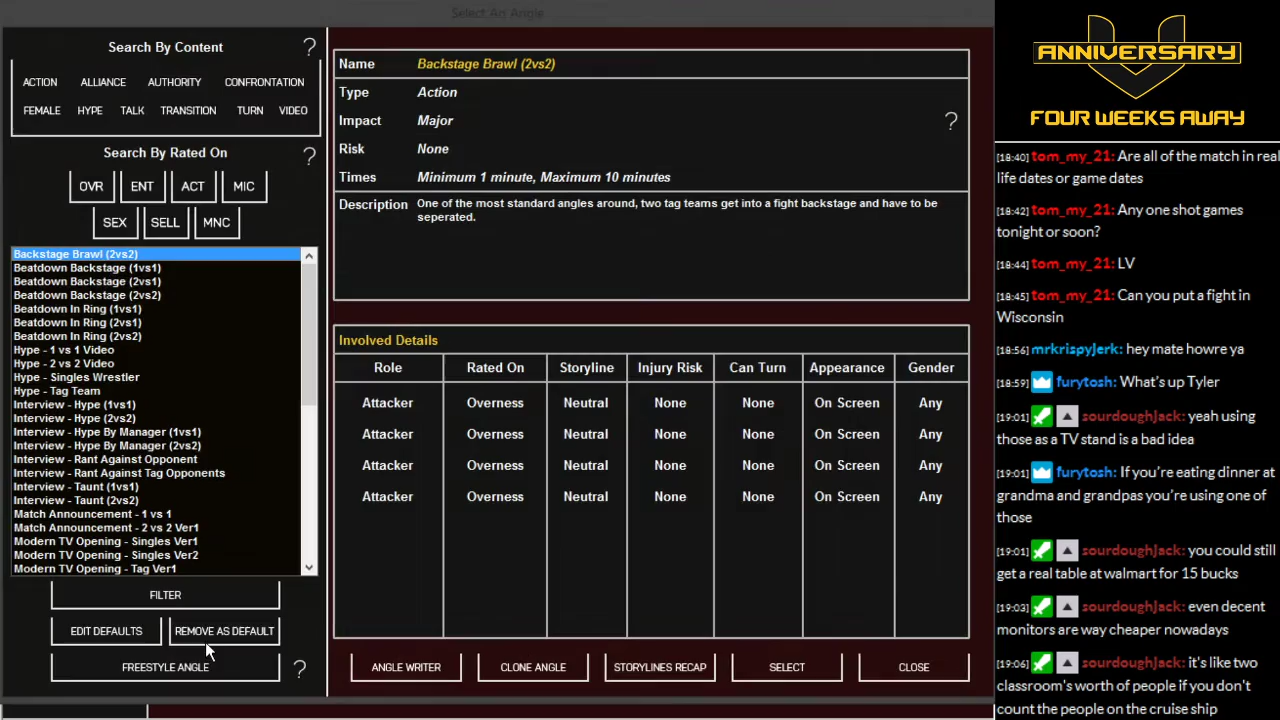 Select An Angle
Search By Content
?
ACTION ALLIANCE AUTHORITY CONFRONTATION
FEMALE HYPE TALK TRANSITION TURN VIDEO
Search By Rated On
?
OVR ENT ACT MIC
SEX SELL MNC
Backstage Brawl (2vs2)
Beatdown Backstage (1vs1)
Beatdown Backstage (2vs1)
Beatdown Backstage (2vs2)
Beatdown In Ring (1vs1)
Beatdown In Ring (2vs1)
Beatdown In Ring (2vs2)
Hype - 1 vs 1 Video
Hype - 2 vs 2 Video
Hype - Singles Wrestler
Hype - Tag Team
Interview - Hype (1vs1)
Interview - Hype (2vs2)
Interview - Hype By Manager (1vs1)
Interview - Hype By Manager (2vs2)
Interview - Rant Against Opponent
Interview - Rant Against Tag Opponents
Interview - Taunt (1vs1)
Interview - Taunt (2vs2)
Match Announcement - 1 vs 1
Match Announcement - 2 vs 2 Ver1
Modern TV Opening - Singles Ver1
Modern TV Opening - Singles Ver2
Modern TV Opening - Tag Ver1
FILTER
EDIT DEFAULTS REMOVE AS DEFAULT
FREESTYLE ANGLE ?
Name Backstage Brawl (2vs2)
Type Action
Impact Major
?
Risk None
Times Minimum 1 minute, Maximum 10 minutes
Description One of the most standard angles around, two tag teams get into a fight backstage and have to be
seperated.
Involved Details
Role Rated On Storyline Injury Risk Can Turn Appearance Gender
Attacker Overness Neutral None None On Screen Any
Attacker Overness Neutral None None On Screen Any
Attacker Overness Neutral None None On Screen Any
Attacker Overness Neutral None None On Screen Any
ANGLE WRITER CLONE ANGLE STORYLINES RECAP SELECT CLOSE
ANNIVERSARY
FOUR WEEKS AWAY
[18:40] tom_my_21: Are all of the match in real
life dates or game dates
[18:42] tom_my_21: Any one shot games
tonight or soon?
[18:44] tom_my_21: LV
[18:45] tom_my_21: Can you put a fight in
Wisconsin
[18:56] mrkrispyJerk: hey mate howre ya
[18:59] furytosh: What's up Tyler
[19:01] sourdoughJack: yeah using
those as a TV stand is a bad idea
[19:01] furytosh: If you're eating dinner at
grandma and grandpas you're using one of
those
[19:01] sourdoughJack: you could still
get a real table at walmart for 15 bucks
[19:03] sourdoughJack: even decent
monitors are way cheaper nowadays
[19:06] sourdoughJack: it's like two
classroom's worth of people if you don't
count the people on the cruise ship